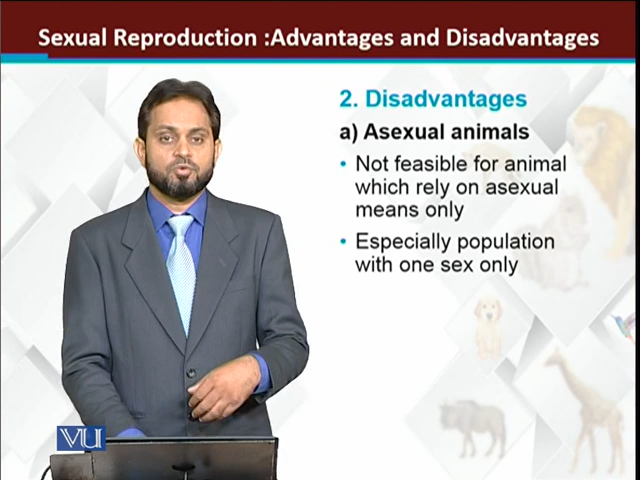 Sexual Reproduction :Advantages and Disadvantages
2. Disadvantages
a) Asexual animals
• Not feasible for animal
which rely on asexual
means only
• Especially population
with one sex only
VU